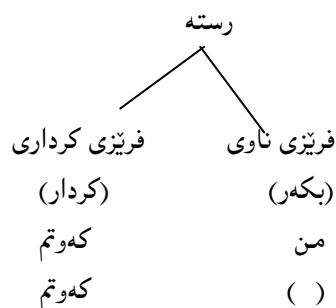 رستە
فرێزی ناوی فرێزی کرداری
(بکەر) (کردار)
من کەوتم
( ) کەوتم